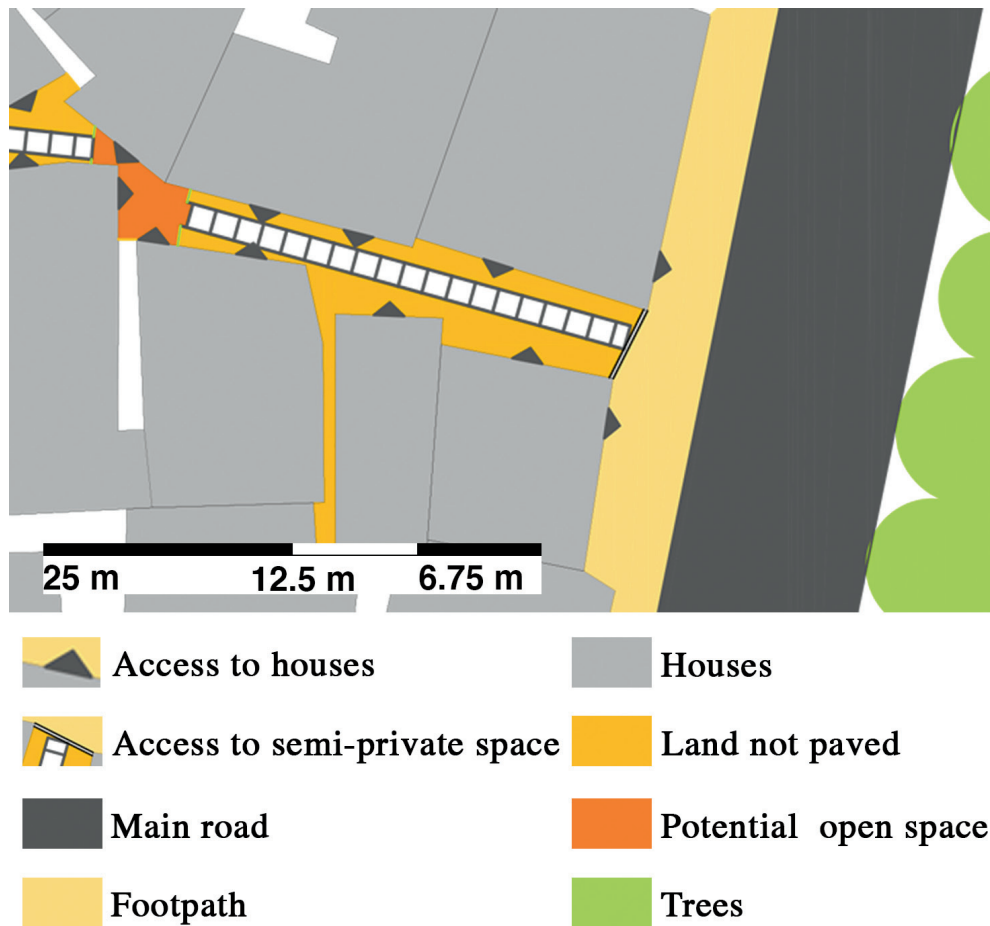 25 m 12.5 m 6.75 m
Access to houses
Houses
Access to semi-private space
Land not paved
Main road
Potential open space
Footpath
Trees